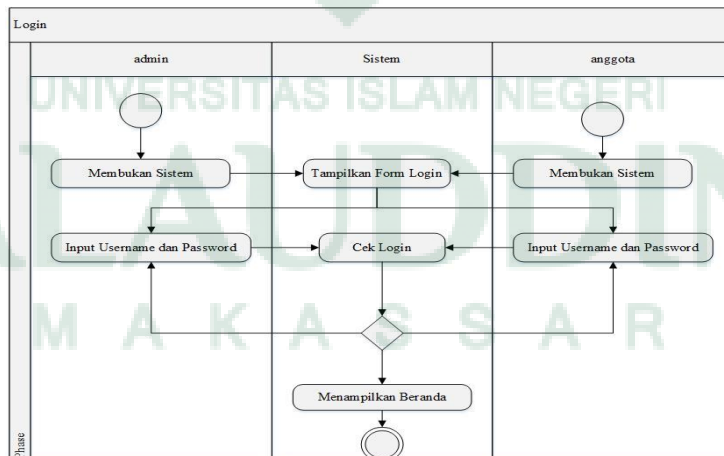 Login
admin
Sistem
anggota
UNIVERSITAS ISLAM NEGERI
Membukan Sistem
Tampilkan Form Login
Membukan Sistem
ALAUDDIN
Input Username dan Password
Cek Login
Input Username dan Password
MAKASSAR
Menampilkan Beranda
Phase